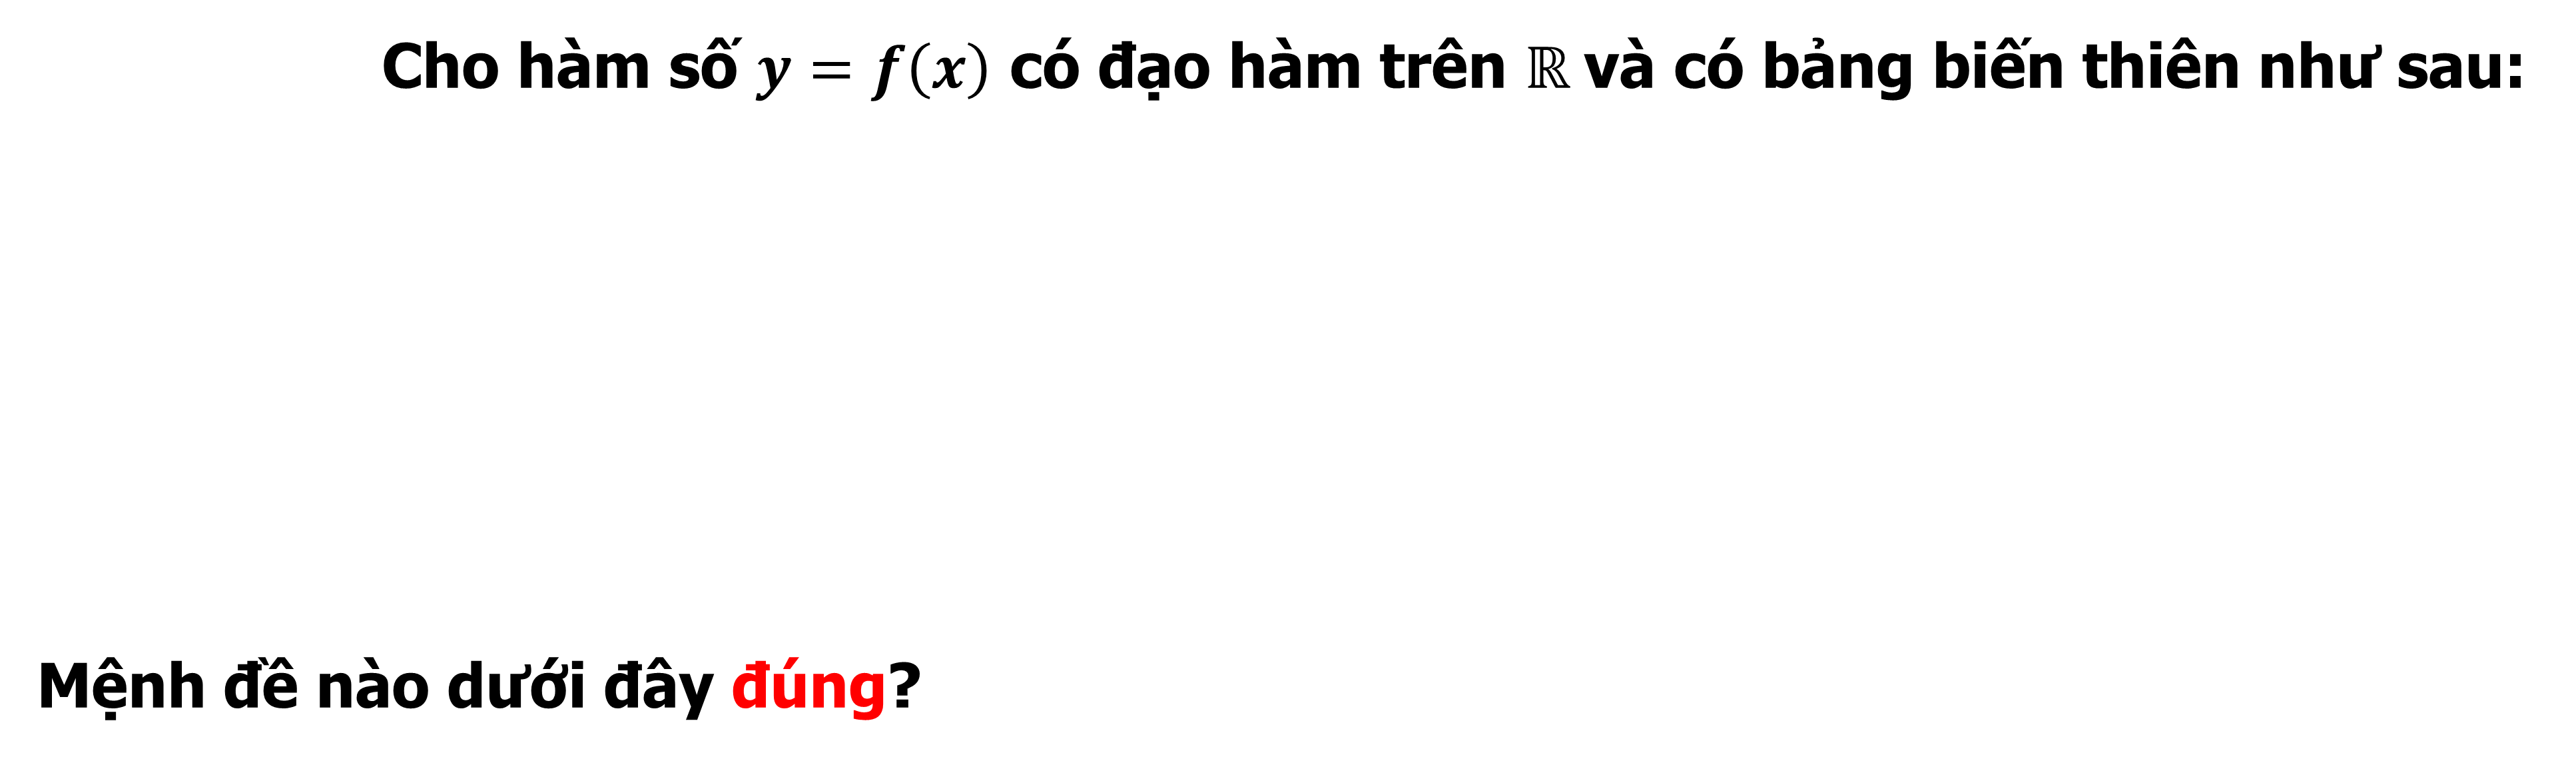 Cho hàm số y = f(x) có đạo hàm trên ℝ và có bảng biến thiên như sau:
Mệnh đề nào dưới đây đúng?